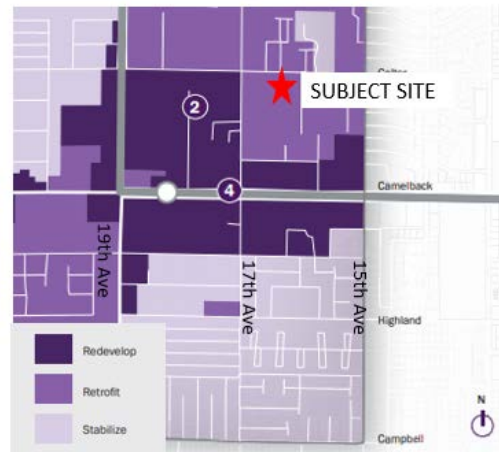 Colter
SUBJECT SITE
2
4
Camelback
19th Ave
17th Ave
15th Ave
Highland
Redevelop
Retrofit
Stabilize
N
Campbell